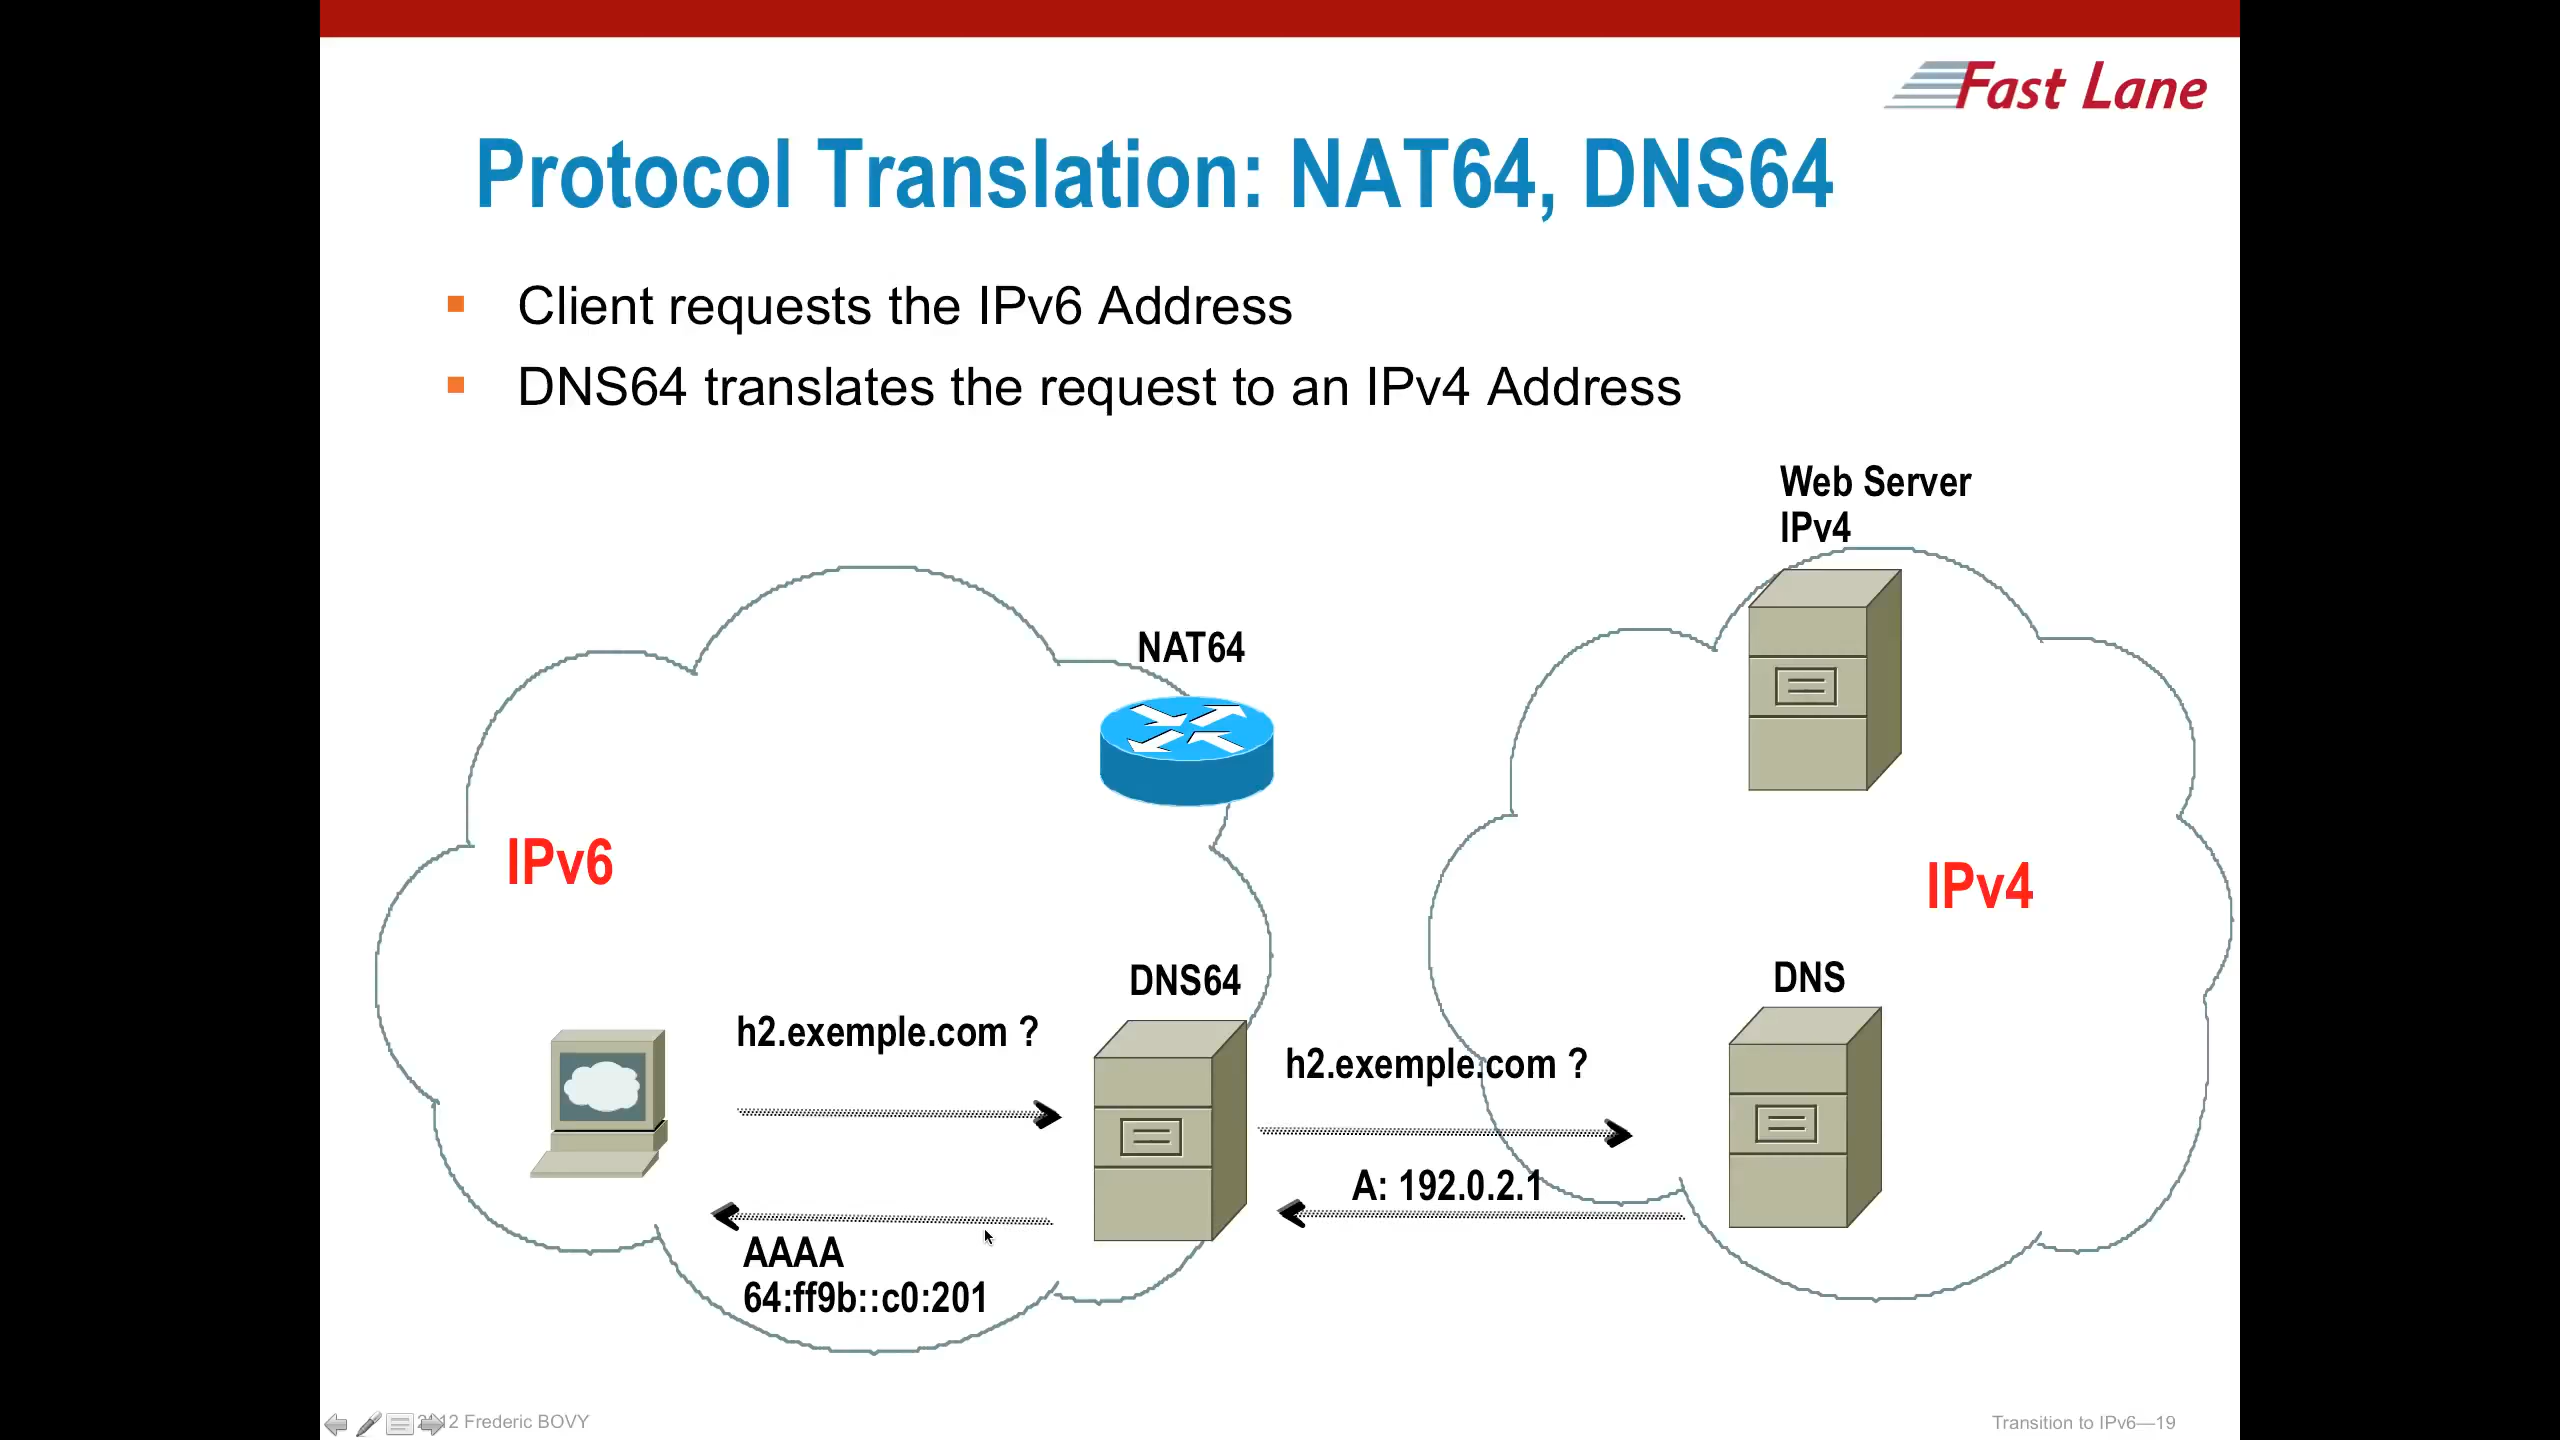 Fast Lane
Protocol Translation: NAT64, DNS64
Client requests the IPv6 Address
DNS64 translates the request to an IPv4 Address
Web Server
IPv4
NAT64
IPv6
IPv4
DNS64
DNS
h2.exemple.com ?
h2.exemple.com ?
A: 192.0.2.1
AAAA
64:ff9b::c0:201
12 Frederic BOVY
Transition to IPv6—19